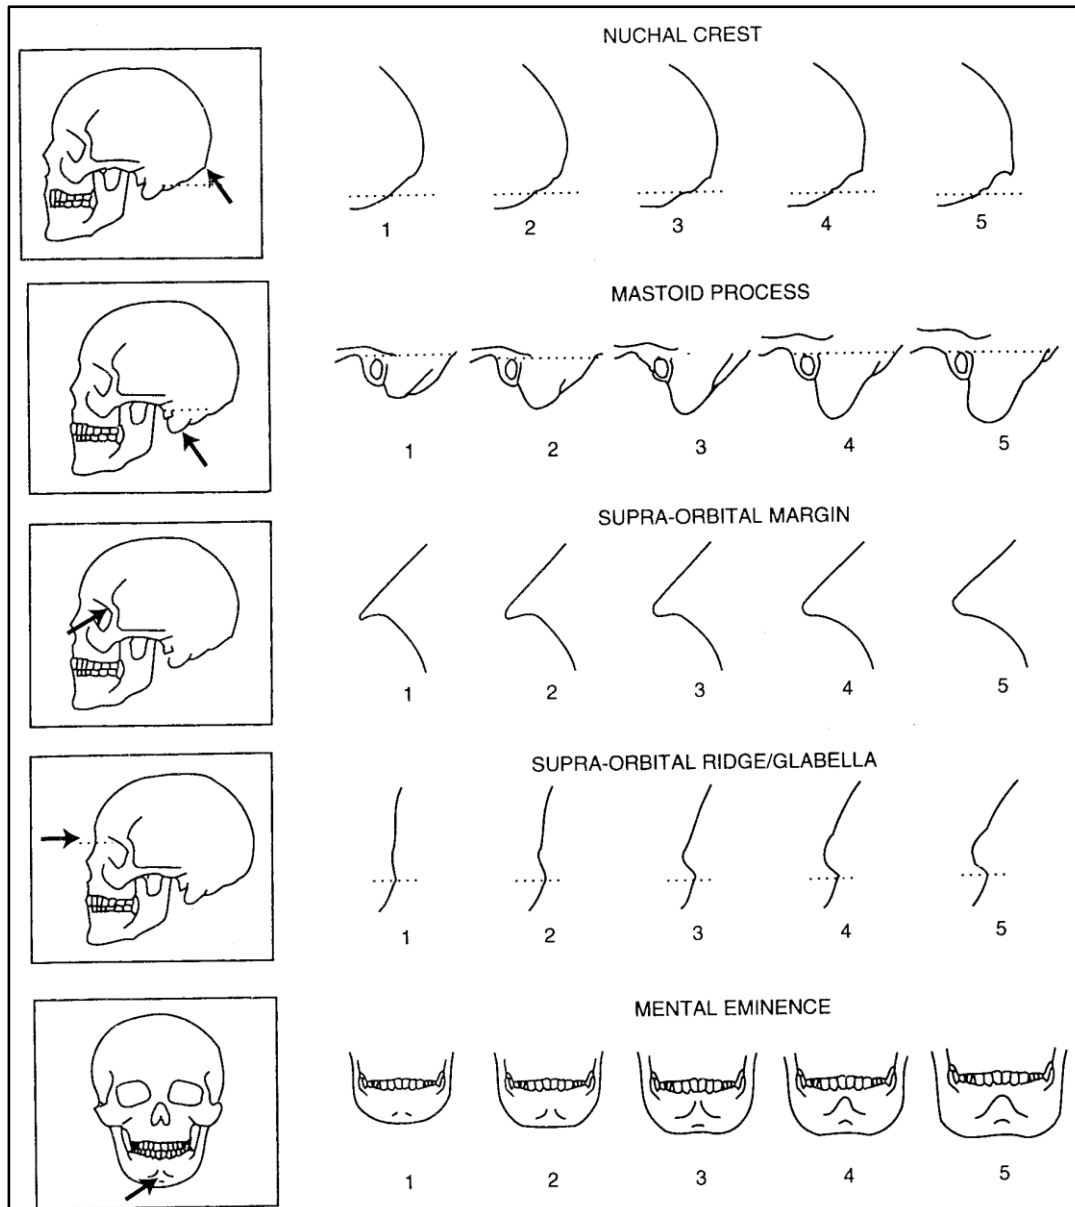 NUCHAL CREST
1 2 3 4 5
MASTOID PROCESS
1 2 3 4 5
SUPRA-ORBITAL MARGIN
1 2 3 4 5
SUPRA-ORBITAL RIDGE/GLABELLA
1 2 3 4 5
MENTAL EMINENCE
1 2 3 4 5